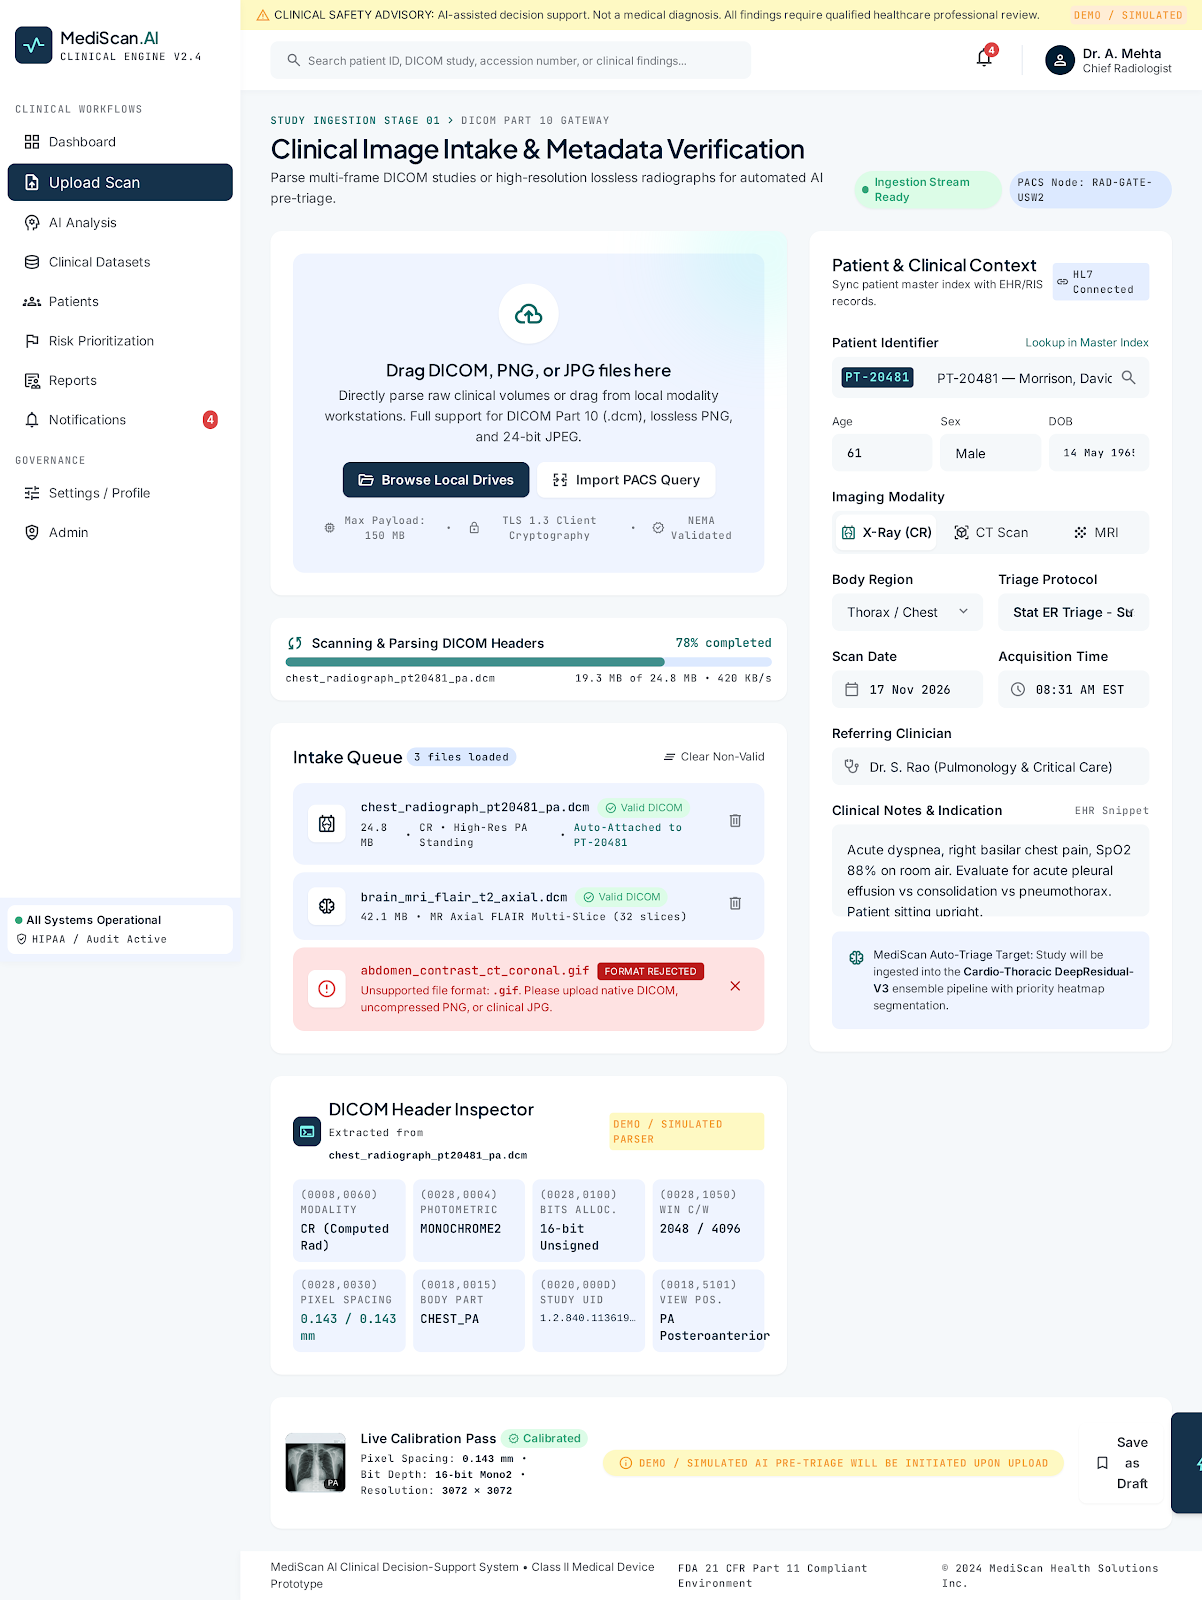 CLINICAL SAFETY ADVISORY: AI-assisted decision support. Not a medical diagnosis. All findings require qualified healthcare professional review.
DEMO / SIMULATED
MediScan.AI
CLINICAL ENGINE V2.4
Search patient ID, DICOM study, accession number, or clinical findings...
4
Dr. A. Mehta
Chief Radiologist
CLINICAL WORKFLOWS
Dashboard
Upload Scan
AI Analysis
Clinical Datasets
Patients
Risk Prioritization
Reports
Notifications
4
GOVERNANCE
Settings / Profile
Admin
All Systems Operational
HIPAA / Audit Active
STUDY INGESTION STAGE 01 > DICOM PART 10 GATEWAY
Clinical Image Intake & Metadata Verification
Parse multi-frame DICOM studies or high-resolution lossless radiographs for automated AI
pre-triage.
Ingestion Stream
Ready
PACS Node: RAD-GATE-
USW2
Drag DICOM, PNG, or JPG files here
Directly parse raw clinical volumes or drag from local modality
workstations. Full support for DICOM Part 10 (.dcm), lossless PNG,
and 24-bit JPEG.
Browse Local Drives
Import PACS Query
Max Payload:
150 MB
•
TLS 1.3 Client
Cryptography
•
NEMA
Validated
Scanning & Parsing DICOM Headers
78% completed
chest_radiograph_pt20481_pa.dcm
19.3 MB of 24.8 MB • 420 KB/s
Intake Queue
3 files loaded
Clear Non-Valid
chest_radiograph_pt20481_pa.dcm
Valid DICOM
24.8
MB
•
CR • High-Res PA
Standing
•
Auto-Attached to
PT-20481
brain_mri_flair_t2_axial.dcm
Valid DICOM
42.1 MB • MR Axial FLAIR Multi-Slice (32 slices)
abdomen_contrast_ct_coronal.gif
FORMAT REJECTED
Unsupported file format: .gif. Please upload native DICOM,
uncompressed PNG, or clinical JPG.
DICOM Header Inspector
Extracted from
chest_radiograph_pt20481_pa.dcm
DEMO / SIMULATED
PARSER
(0008,0060)
MODALITY
CR (Computed
Rad)
(0028,0004)
PHOTOMETRIC
MONOCHROME2
(0028,0100)
BITS ALLOC.
16-bit
Unsigned
(0028,1050)
WIN C/W
2048 / 4096
(0028,0030)
PIXEL SPACING
0.143 / 0.143
mm
(0018,0015)
BODY PART
CHEST_PA
(0020,000D)
STUDY UID
1.2.840.113619…
(0018,5101)
VIEW POS.
PA
Posteroanterior
Patient & Clinical Context
Sync patient master index with EHR/RIS
records.
HL7
Connected
Patient Identifier
Lookup in Master Index
PT-20481
PT-20481 — Morrison, Davi
Age
Sex
DOB
61
Male
14 May 196
Imaging Modality
X-Ray (CR)
CT Scan
MRI
Body Region
Triage Protocol
Thorax / Chest
Stat ER Triage - Su
Scan Date
Acquisition Time
17 Nov 2026
08:31 AM EST
Referring Clinician
Dr. S. Rao (Pulmonology & Critical Care)
Clinical Notes & Indication
EHR Snippet
Acute dyspnea, right basilar chest pain, SpO2
88% on room air. Evaluate for acute pleural
effusion vs consolidation vs pneumothorax.
Patient sitting upright.
MediScan Auto-Triage Target: Study will be
ingested into the Cardio-Thoracic DeepResidual-
V3 ensemble pipeline with priority heatmap
segmentation.
PA
Live Calibration Pass
Calibrated
Pixel Spacing: 0.143 mm •
Bit Depth: 16-bit Mono2 •
Resolution: 3072 × 3072
DEMO / SIMULATED AI PRE-TRIAGE WILL BE INITIATED UPON UPLOAD
Save
as
Draft
MediScan AI Clinical Decision-Support System • Class II Medical Device
Prototype
FDA 21 CFR Part 11 Compliant
Environment
© 2024 MediScan Health Solutions
Inc.